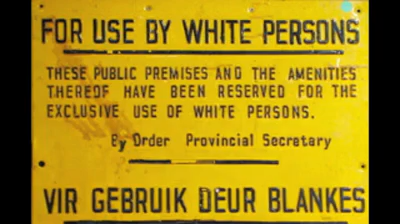 FOR USE BY WHITE PERSONS
THESE PUBLIC PREMISES AND THE AMENITIES
THEREOF HAVE BEEN RESERVED FOR THE
EXCLUSIVE USE OF WHITE PERSONS.
By Order Provincial Secretary
VIR GEBRUIK DEUR BLANKES